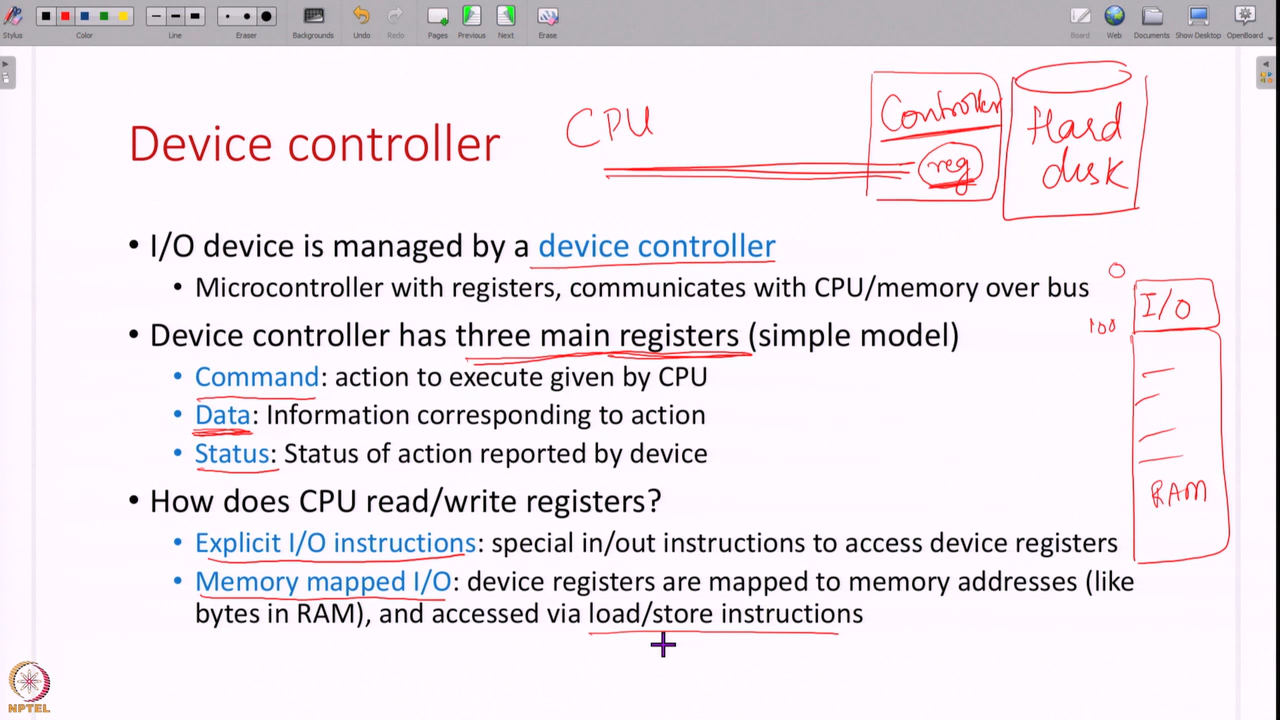 Stylus
Color
Line
Eraser
Backgrounds
Undo
Redo
Pages
Previous
Next
Erase
Board
Web
Documents
Show Desktop
OpenBoard
Device controller
CPU
Controller
reg
Hard
disk
• I/O device is managed by a device controller
• Microcontroller with registers, communicates with CPU/memory over bus
• Device controller has three main registers (simple model)
• Command: action to execute given by CPU
• Data: Information corresponding to action
• Status: Status of action reported by device
• How does CPU read/write registers?
• Explicit I/O instructions: special in/out instructions to access device registers
• Memory mapped I/O: device registers are mapped to memory addresses (like
bytes in RAM), and accessed via load/store instructions
0
I/O
100
RAM
NPTEL